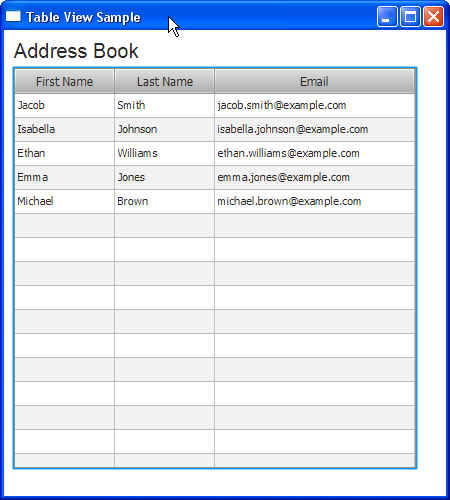 Table View Sample
Address Book
First Name Last Name Email
Jacob Smith jacob.smith@example.com
Isabella Johnson isabella.johnson@example.com
Ethan Williams ethan.williams@example.com
Emma Jones emma.jones@example.com
Michael Brown michael.brown@example.com